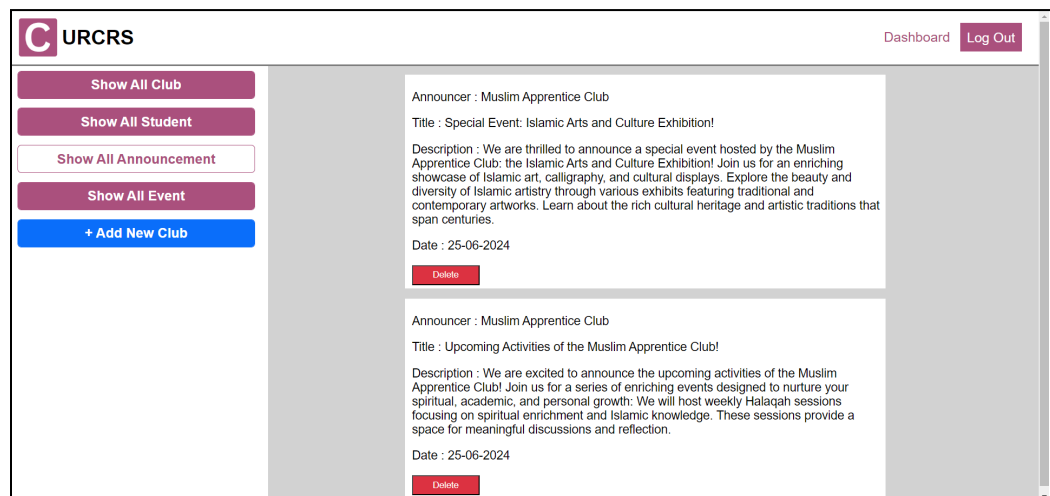 C URCRS
Dashboard
Log Out
Show All Club
Show All Student
Show All Announcement
Show All Event
+ Add New Club
Announcer : Muslim Apprentice Club
Title : Special Event: Islamic Arts and Culture Exhibition!
Description : We are thrilled to announce a special event hosted by the Muslim
Apprentice Club: the Islamic Arts and Culture Exhibition! Join us for an enriching
showcase of Islamic art, calligraphy, and cultural displays. Explore the beauty and
diversity of Islamic artistry through various exhibits featuring traditional and
contemporary artworks. Learn about the rich cultural heritage and artistic traditions that
span centuries.
Date : 25-06-2024
Delete
Announcer : Muslim Apprentice Club
Title : Upcoming Activities of the Muslim Apprentice Club!
Description : We are excited to announce the upcoming activities of the Muslim
Apprentice Club! Join us for a series of enriching events designed to nurture your
spiritual, academic, and personal growth: We will host weekly Halaqah sessions
focusing on spiritual enrichment and Islamic knowledge. These sessions provide a
space for meaningful discussions and reflection.
Date : 25-06-2024
Delete